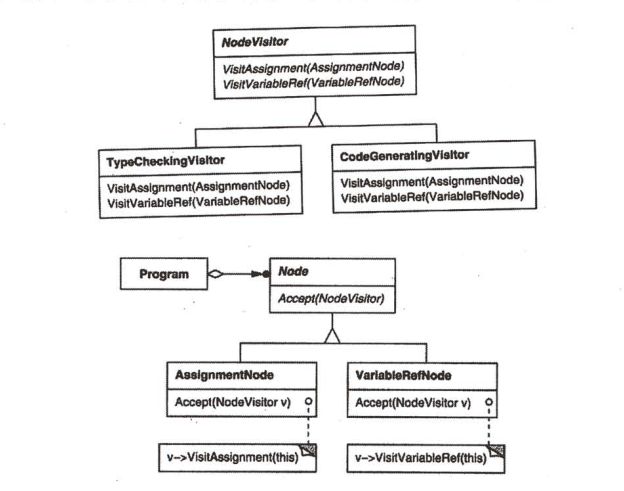 NodeVisitor
VisitAssignment(AssignmentNode)
VisitVariableRef(VariableRefNode)
TypeCheckingVisitor
VisitAssignment(AssignmentNode)
VisitVariableRef(VariableRefNode)
CodeGeneratingVisitor
VisitAssignment(AssignmentNode)
VisitVariableRef(VariableRefNode)
Program
Node
Accept(NodeVisitor)
AssignmentNode
Accept(NodeVisitor v)
v–>VisitAssignment(this)
VariableRefNode
Accept(NodeVisitor v)
v–>VisitVariableRef(this)